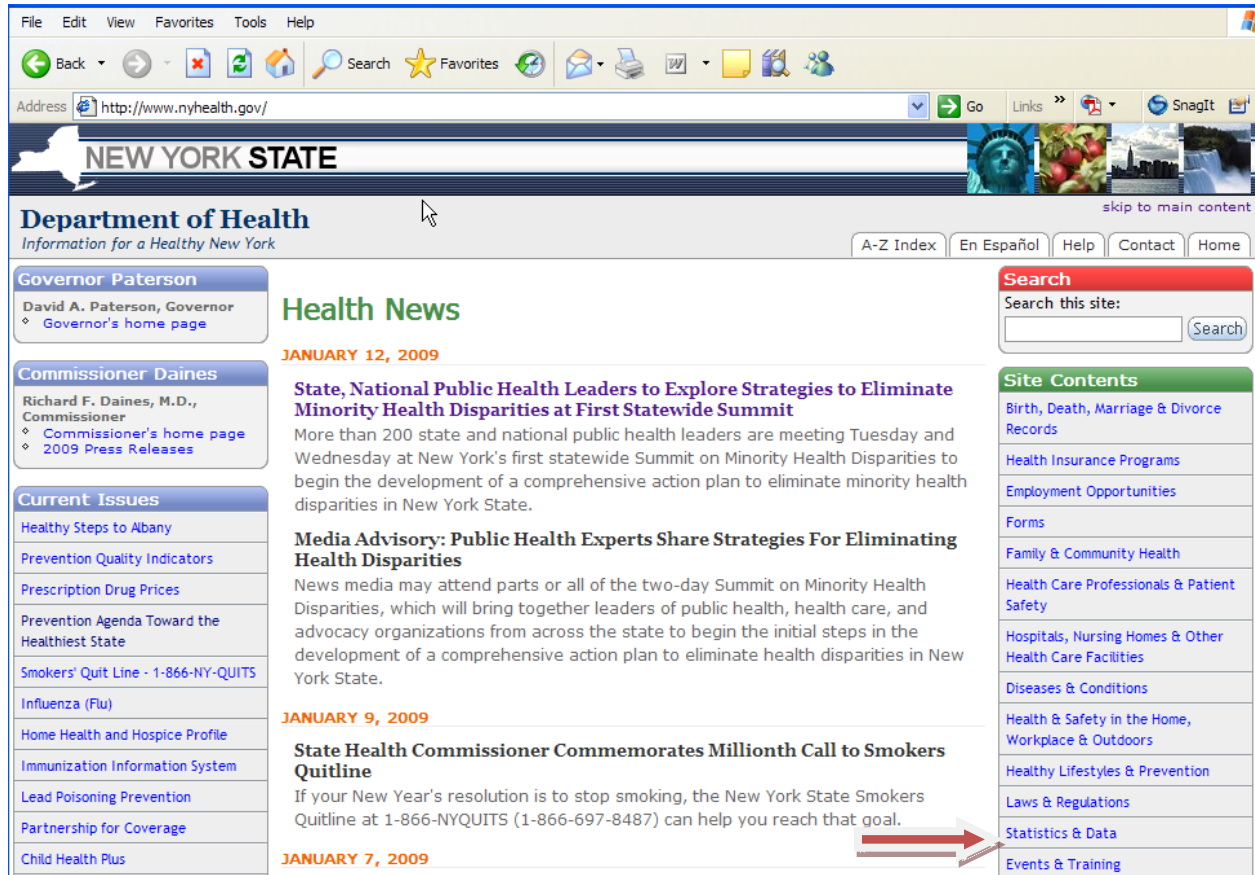 File Edit View Favorites Tools Help
Back Search Favorites
Address http://www.nyhealth.gov/ Go Links » SnagIt
NEW YORK STATE
skip to main content
Department of Health
Information for a Healthy New York
A-Z Index En Español Help Contact Home
Governor Paterson
David A. Paterson, Governor
Governor's home page
Commissioner Daines
Richard F. Daines, M.D.,
Commissioner
Commissioner's home page
2009 Press Releases
Current Issues
Healthy Steps to Albany
Prevention Quality Indicators
Prescription Drug Prices
Prevention Agenda Toward the
Healthiest State
Smokers' Quit Line - 1-866-NY-QUITS
Influenza (Flu)
Home Health and Hospice Profile
Immunization Information System
Lead Poisoning Prevention
Partnership for Coverage
Child Health Plus
Health News
JANUARY 12, 2009
State, National Public Health Leaders to Explore Strategies to Eliminate
Minority Health Disparities at First Statewide Summit
More than 200 state and national public health leaders are meeting Tuesday and
Wednesday at New York's first statewide Summit on Minority Health Disparities to
begin the development of a comprehensive action plan to eliminate minority health
disparities in New York State.
Media Advisory: Public Health Experts Share Strategies For Eliminating
Health Disparities
News media may attend parts or all of the two-day Summit on Minority Health
Disparities, which will bring together leaders of public health, health care, and
advocacy organizations from across the state to begin the initial steps in the
development of a comprehensive action plan to eliminate health disparities in New
York State.
JANUARY 9, 2009
State Health Commissioner Commemorates Millionth Call to Smokers
Quitline
If your New Year's resolution is to stop smoking, the New York State Smokers
Quitline at 1-866-NYQUITS (1-866-697-8487) can help you reach that goal.
JANUARY 7, 2009
Search
Search this site:
Search
Site Contents
Birth, Death, Marriage & Divorce
Records
Health Insurance Programs
Employment Opportunities
Forms
Family & Community Health
Health Care Professionals & Patient
Safety
Hospitals, Nursing Homes & Other
Health Care Facilities
Diseases & Conditions
Health & Safety in the Home,
Workplace & Outdoors
Healthy Lifestyles & Prevention
Laws & Regulations
Statistics & Data
Events & Training